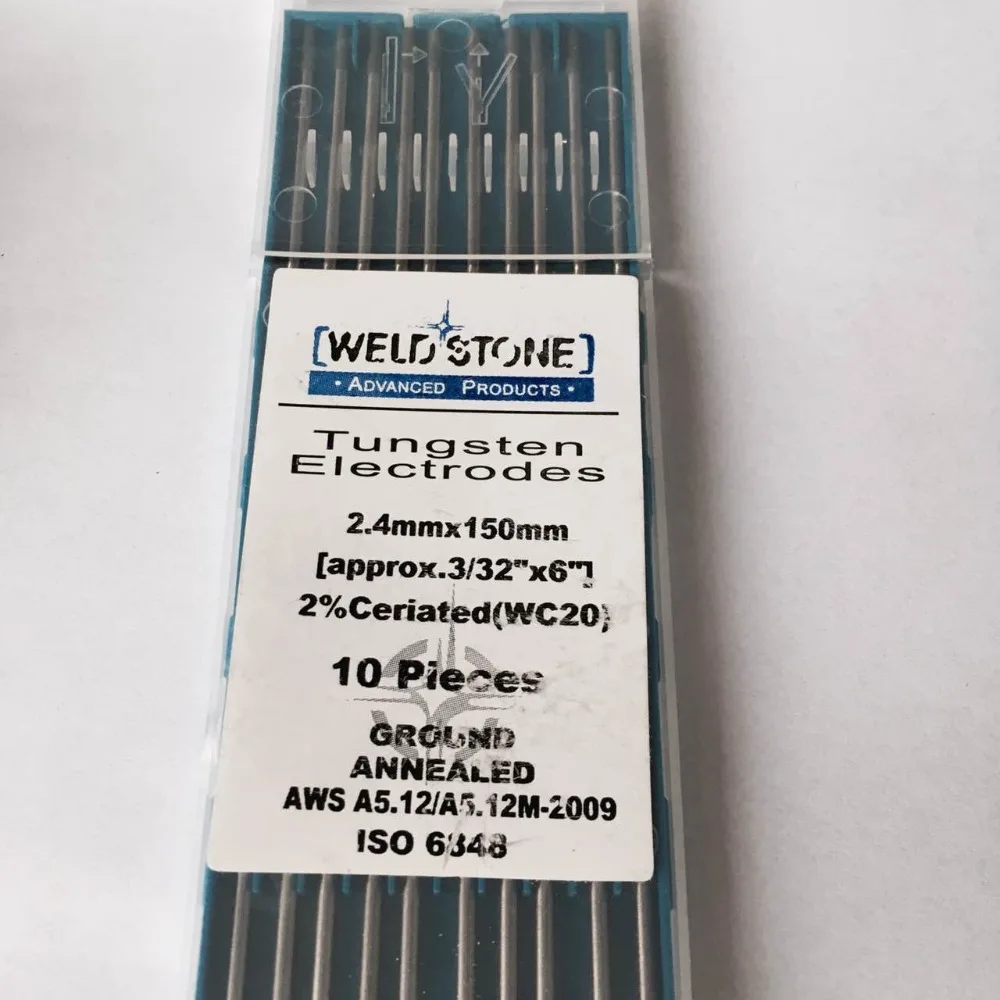 [WELD STONE]
• ADVANCED PRODUCTS •
Tungsten
Electrodes
2.4mmx150mm
[approx.3/32"x6"]
2%Ceriated(WC20)
10 Pieces
GROUND
ANNEALED
AWS A5.12/A5.12M-2009
ISO 6848